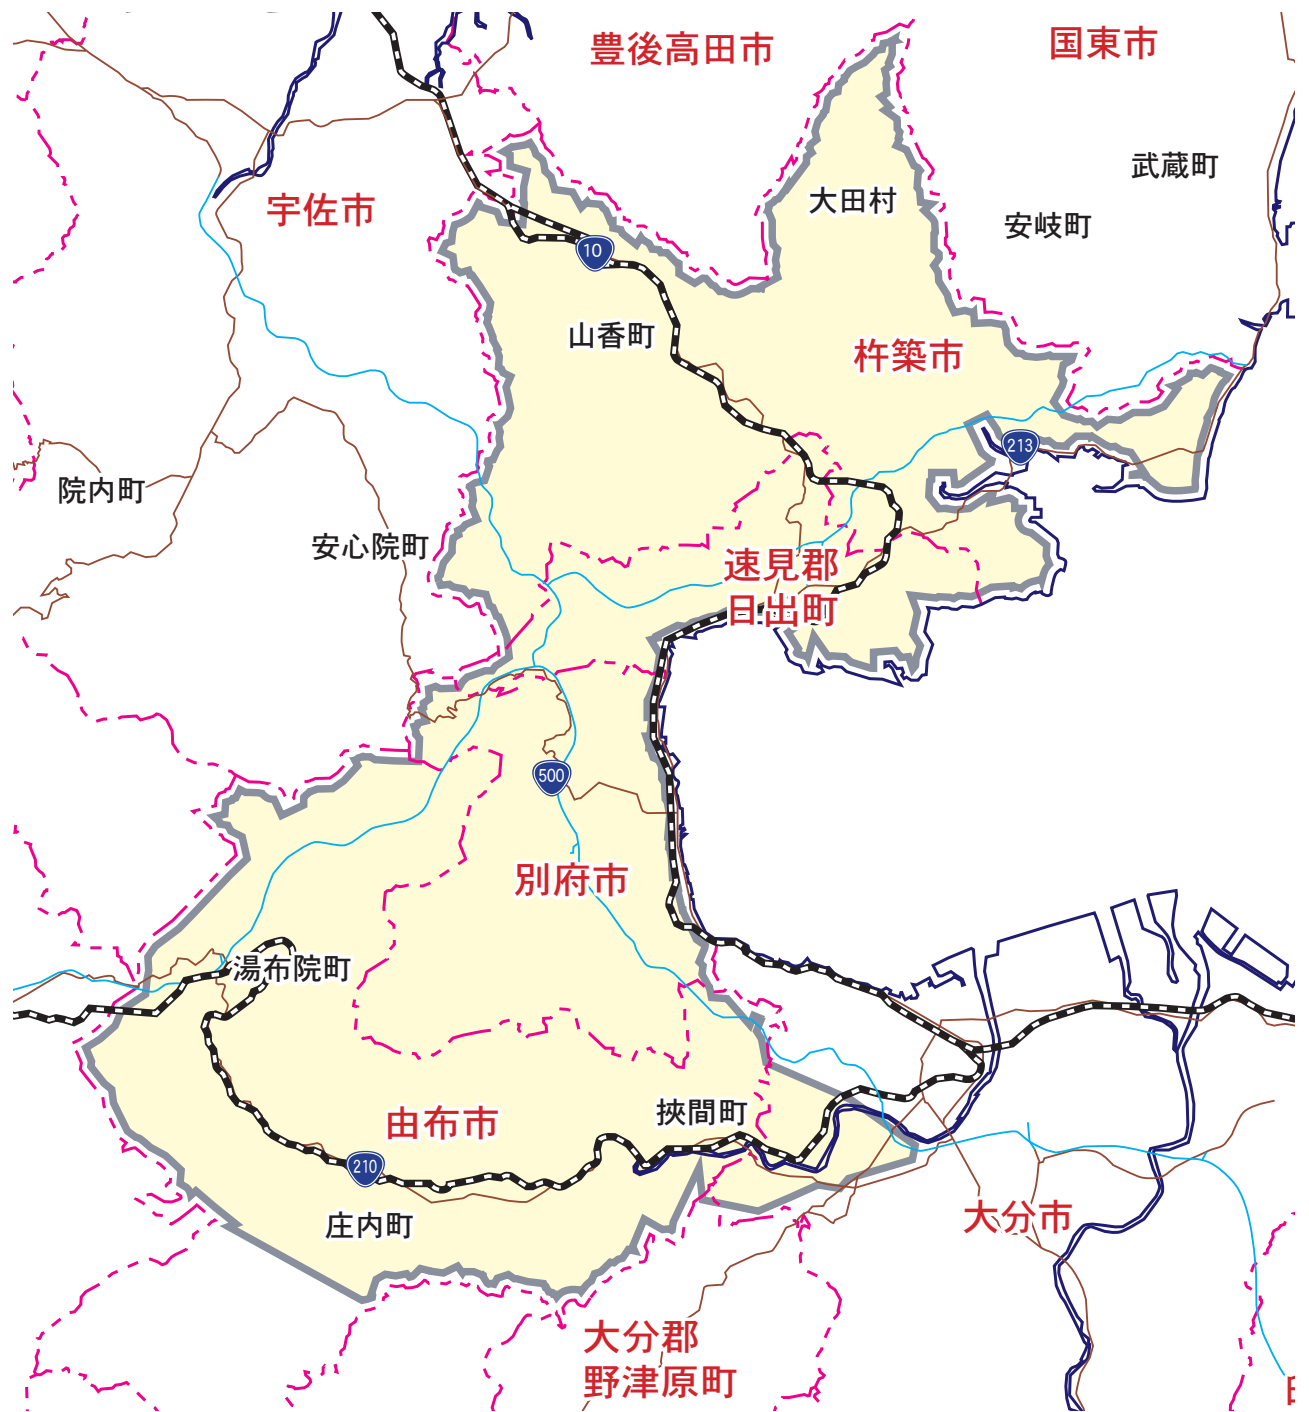 豊後高田市
国東市
武蔵町
宇佐市
大田村
安岐町
10
山香町
杵築市
213
院内町
安心院町
速見郡
日出町
500
別府市
湯布院町
挾間町
由布市
210
庄内町
大分市
大分郡
野津原町